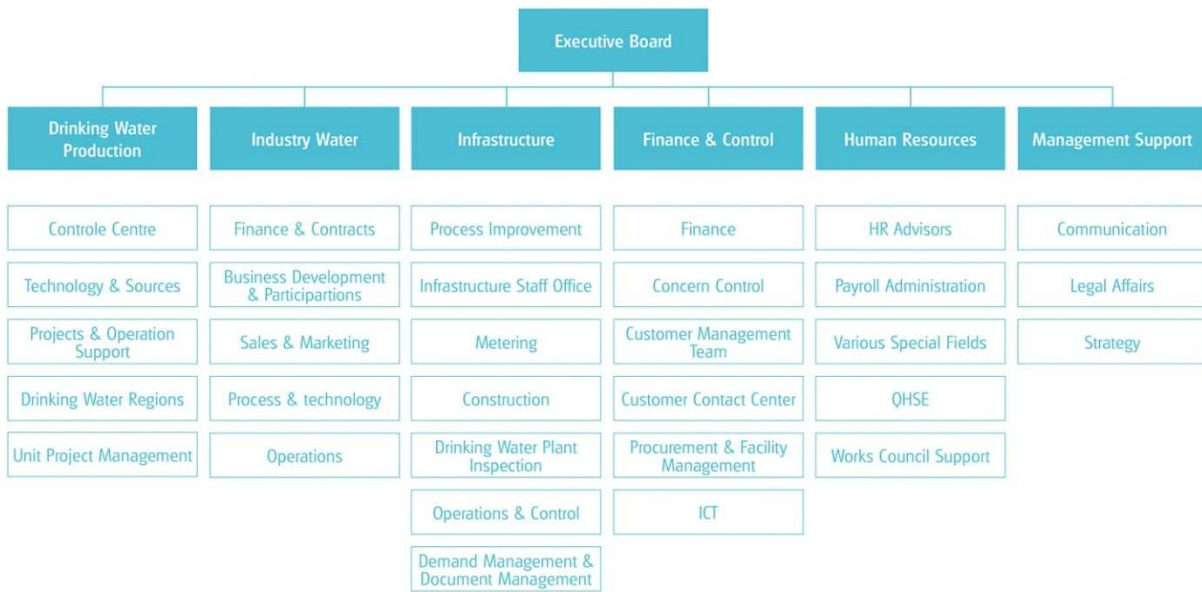 Executive Board
Drinking Water
Production
Industry Water
Infrastructure
Finance & Control
Human Resources
Management Support
Controle Centre
Technology & Sources
Projects & Operation
Support
Drinking Water Regions
Unit Project Management
Finance & Contracts
Business Development
& Participartions
Sales & Marketing
Process & technology
Operations
Process Improvement
Infrastructure Staff Office
Metering
Construction
Drinking Water Plant
Inspection
Operations & Control
Demand Management &
Document Management
Finance
Concern Control
Customer Management
Team
Customer Contact Center
Procurement & Facility
Management
ICT
HR Advisors
Payroll Administration
Various Special Fields
QHSE
Works Council Support
Communication
Legal Affairs
Strategy